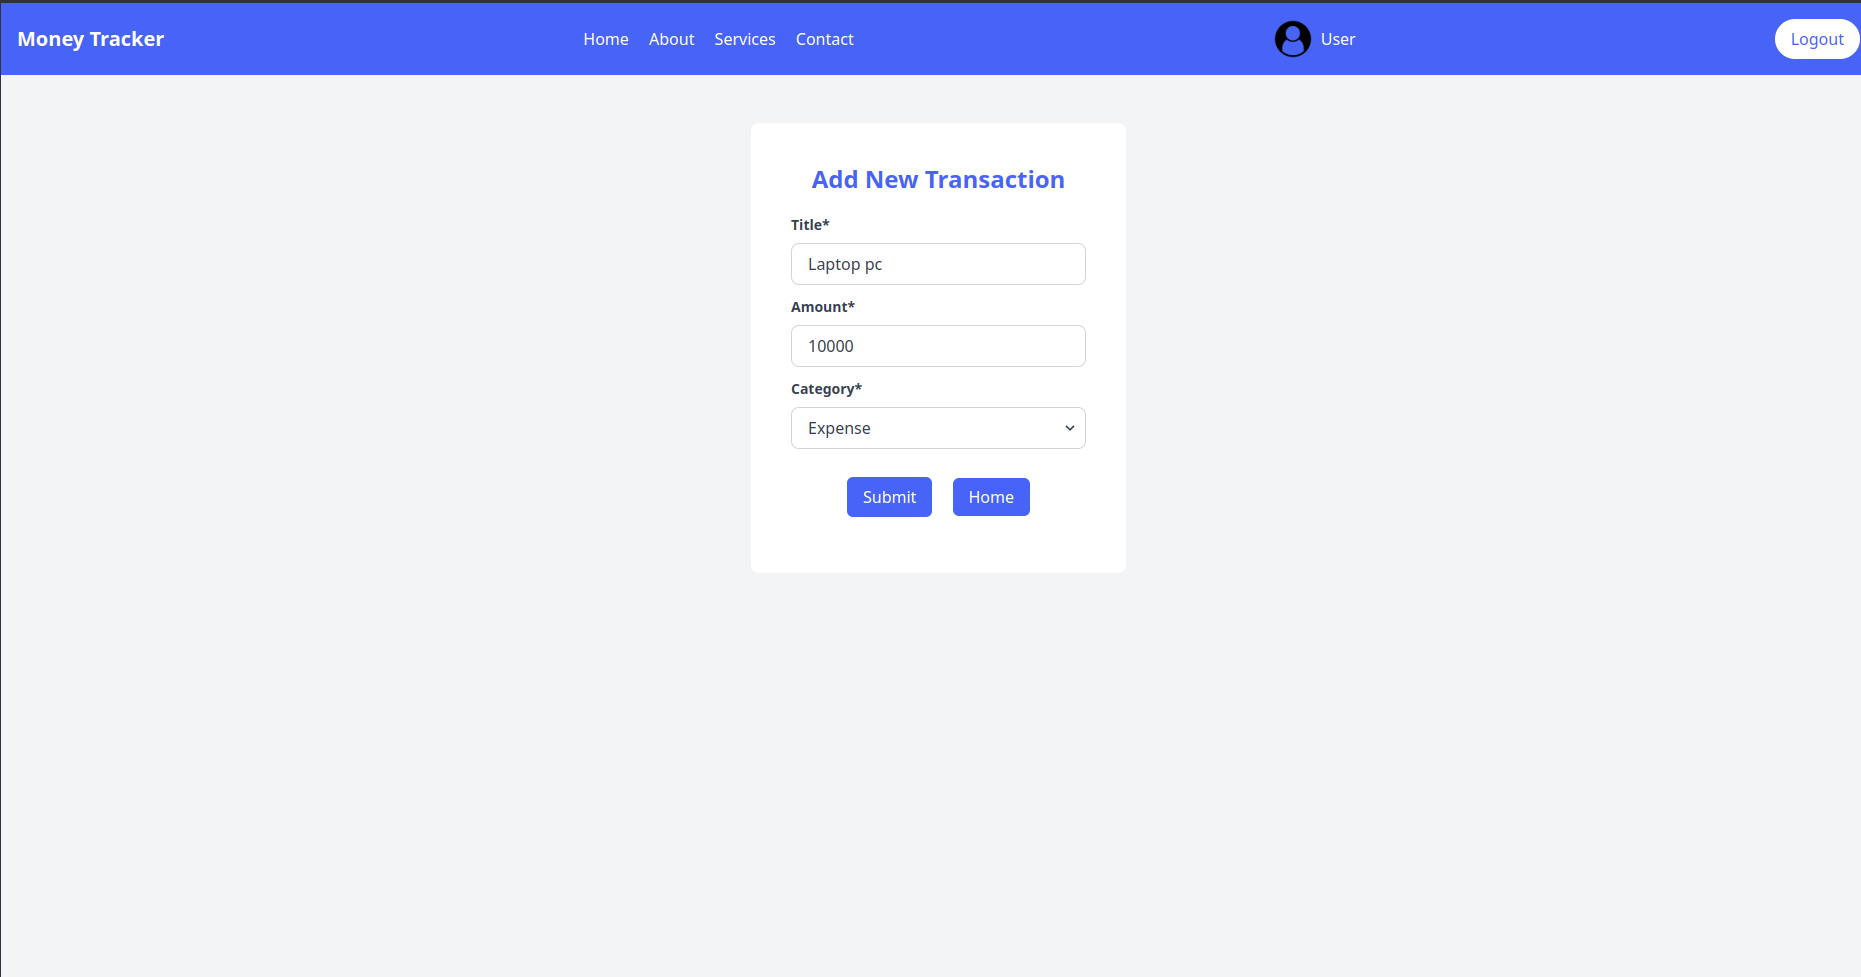 Money Tracker
Home About Services Contact
User
Logout
Add New Transaction
Title*
Laptop pc
Amount*
10000
Category*
Expense
Submit Home